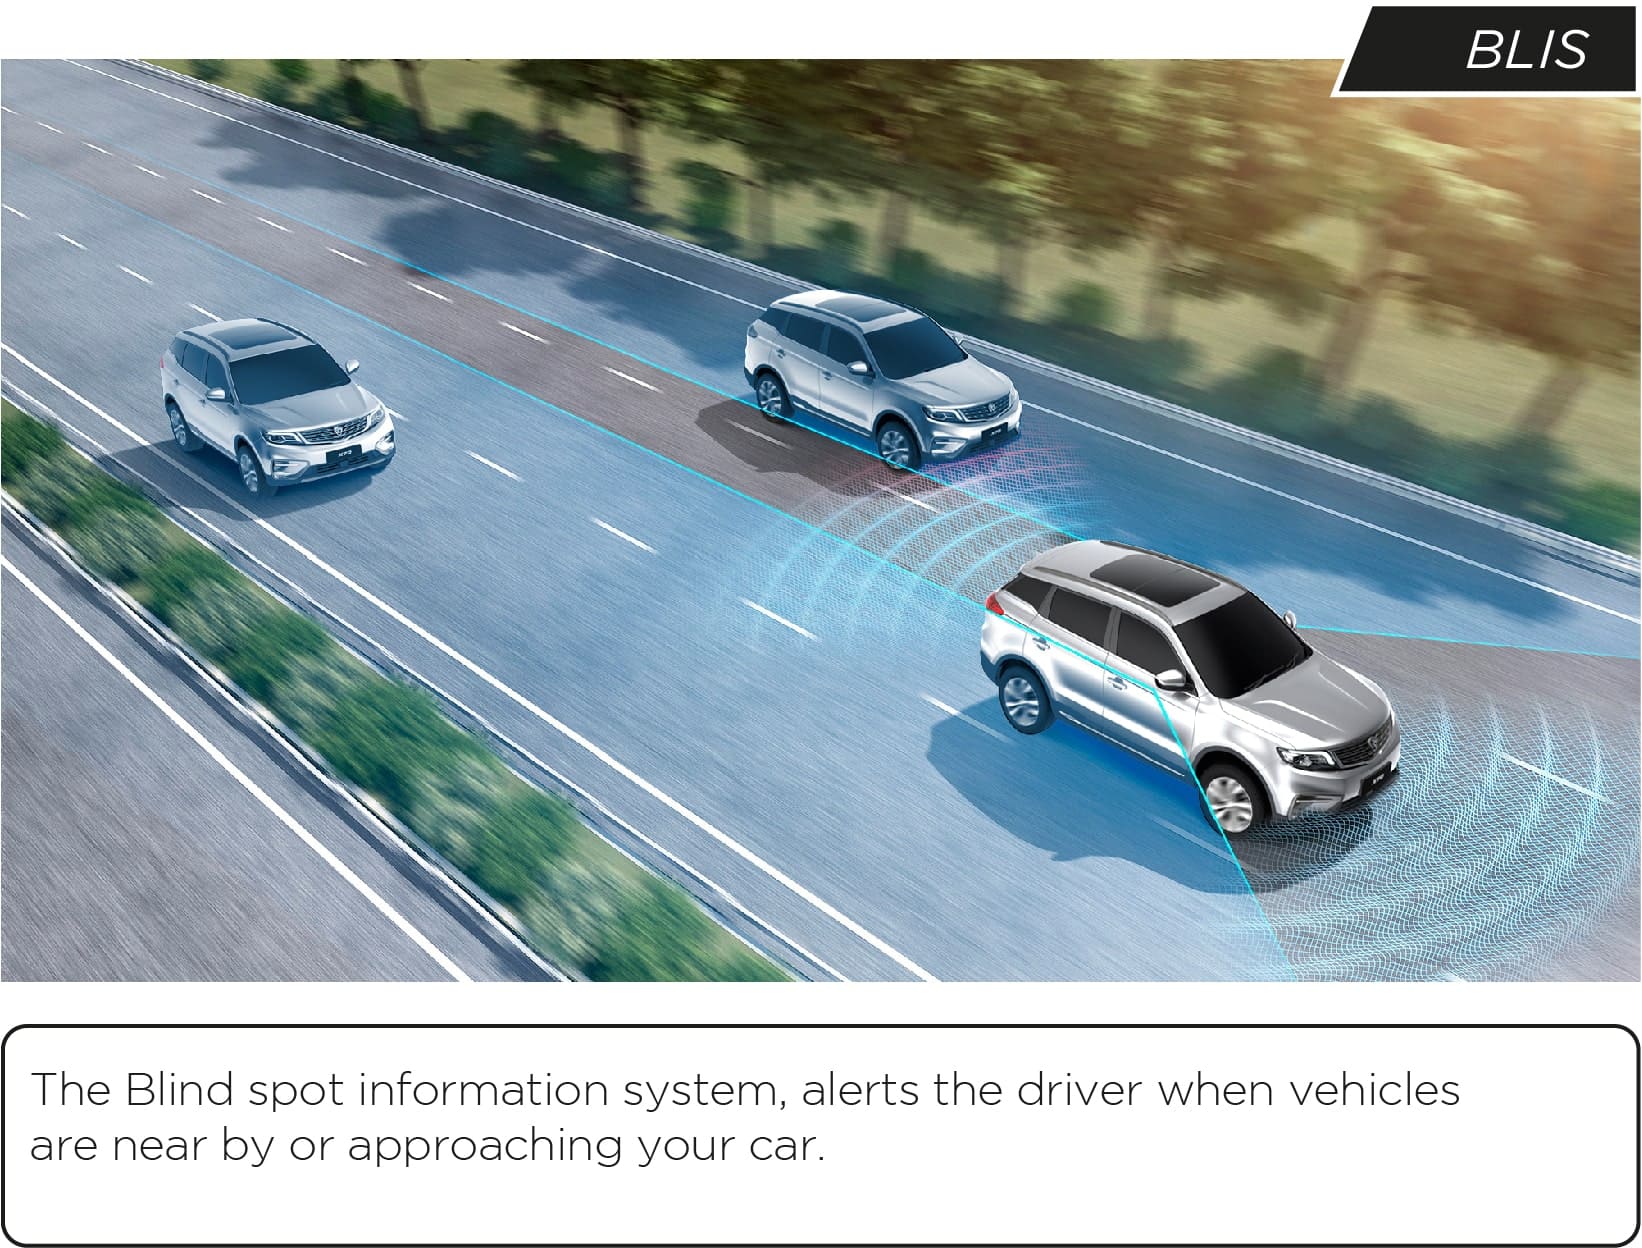 BLIS
The Blind spot information system, alerts the driver when vehicles
are near by or approaching your car.